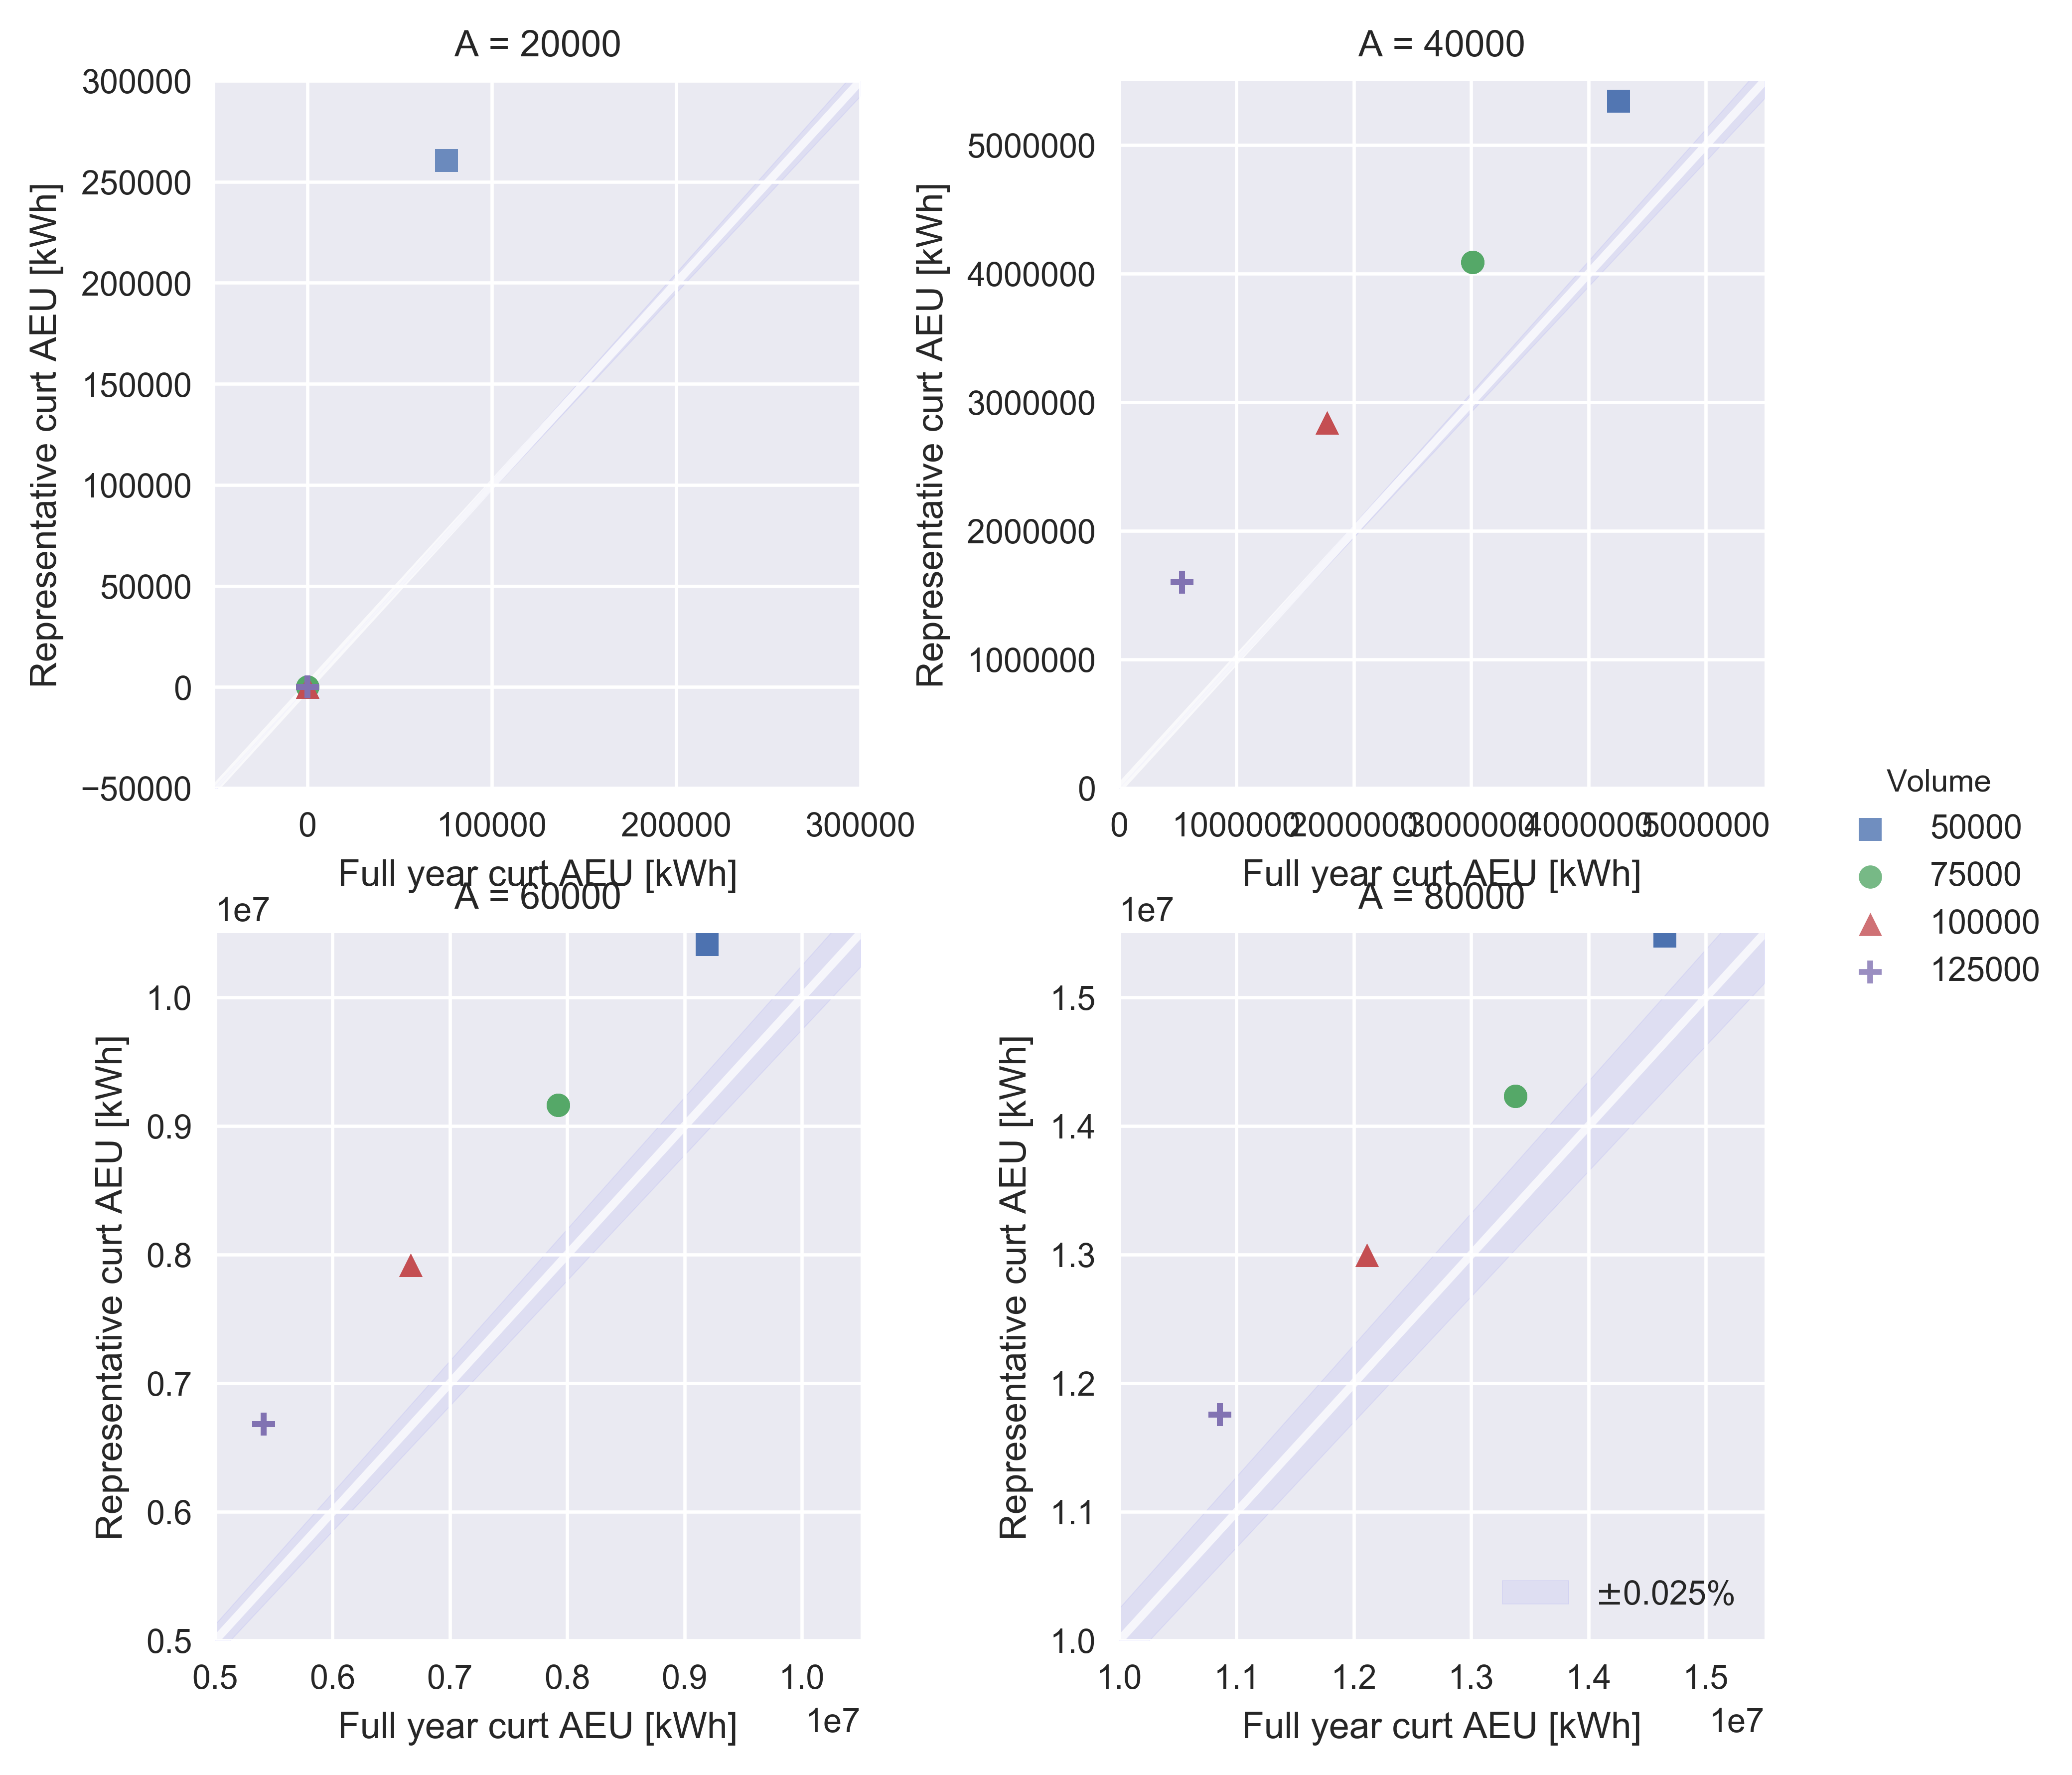 A = 20000
300000
250000
200000
150000
100000
50000
0
−50000
Representative curt AEU [kWh]
0 100000 200000 300000
Full year curt AEU [kWh]
A = 40000
5000000
4000000
3000000
2000000
1000000
0
Representative curt AEU [kWh]
0 1000000 2000000 3000000 4000000 5000000
Full year curt AEU [kWh]
Volume
50000
75000
100000
125000
A = 60000
1e7
1.0
0.9
0.8
0.7
0.6
0.5
Representative curt AEU [kWh]
0.5 0.6 0.7 0.8 0.9 1.0
1e7
Full year curt AEU [kWh]
A = 80000
1e7
1.5
1.4
1.3
1.2
1.1
1.0
Representative curt AEU [kWh]
±0.025%
1.0 1.1 1.2 1.3 1.4 1.5
1e7
Full year curt AEU [kWh]